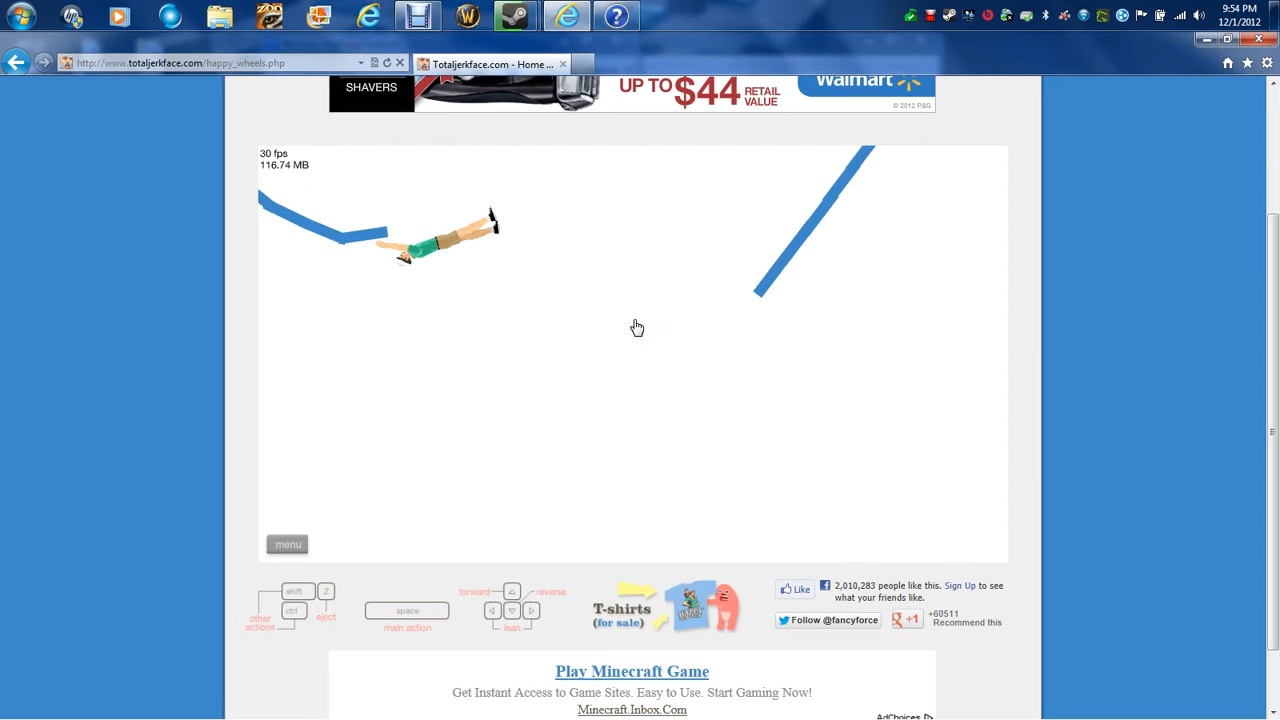 9:54 PM
12/1/2012
http://www.totaljerkface.com/happy_wheels.php
Totaljerkface.com - Home ...
SHAVERS
UP TO $44 RETAIL VALUE
Walmart
© 2012 P&G
30 fps
116.74 MB
menu
shift
Z
ctrl
other actions
eject
space
main action
forward
reverse
lean
T-shirts
(for sale)
Like
2,010,283 people like this. Sign Up to see what your friends like.
Follow @fancyforce
+1
+60511
Recommend this
Play Minecraft Game
Get Instant Access to Game Sites. Easy to Use. Start Gaming Now!
Minecraft.Inbox.Com
AdChoices